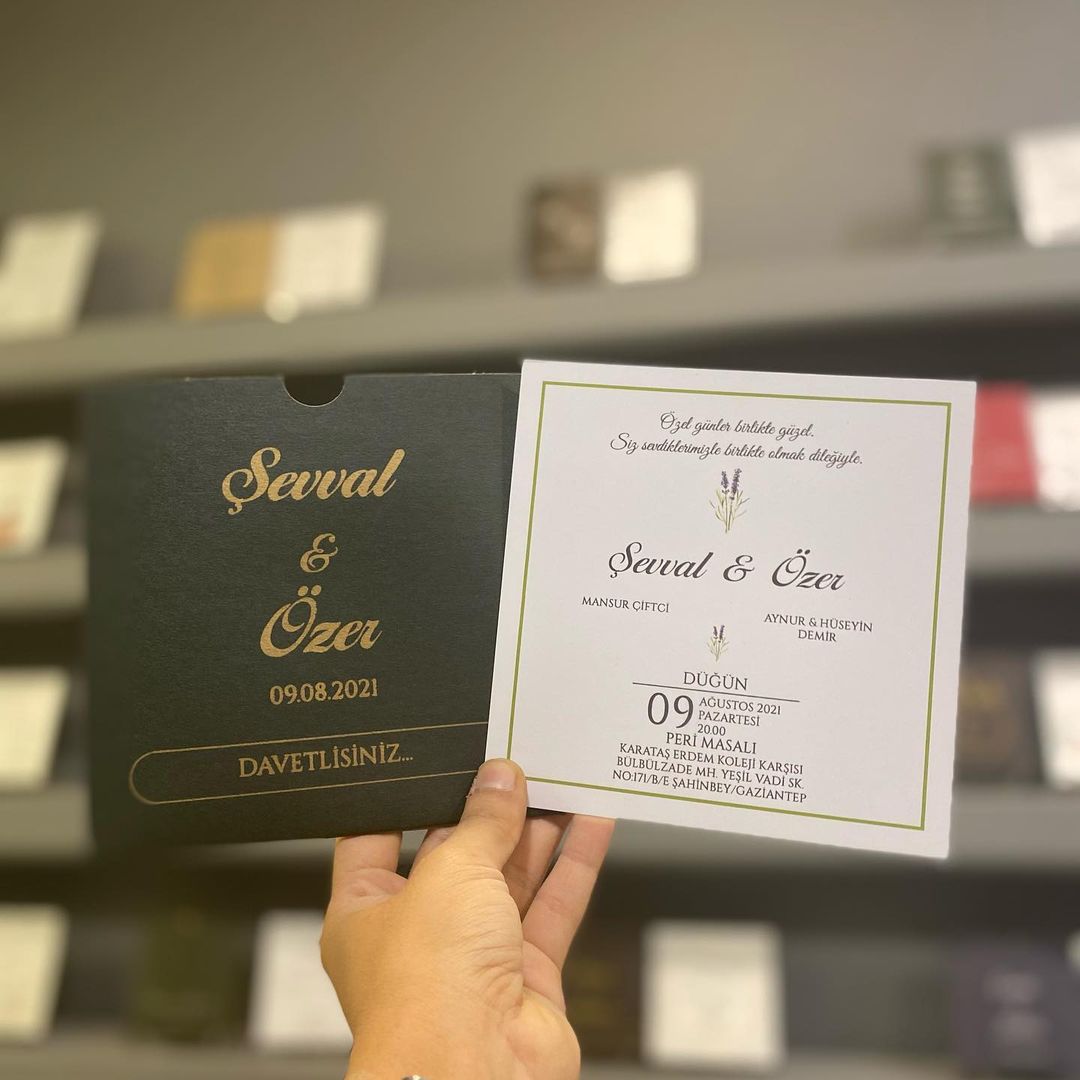 Şevval
&
Özer
09.08.2021
DAVETLİSİNİZ...
Özel günler birlikte güzel.
Siz sevdiklerimizle birlikte olmak dileğiyle.
Şevval & Özer
MANSUR ÇİFTCİ
AYNUR & HÜSEYİN
DEMİR
DÜĞÜN
09
AĞUSTOS 2021
PAZARTESİ
20.00
PERİ MASALI
KARATAŞ ERDEM KOLEJİ KARŞISI
BÜLBÜLZADE MH. YEŞİL VADİ SK.
NO:171/B/E ŞAHİNBEY/GAZİANTEP